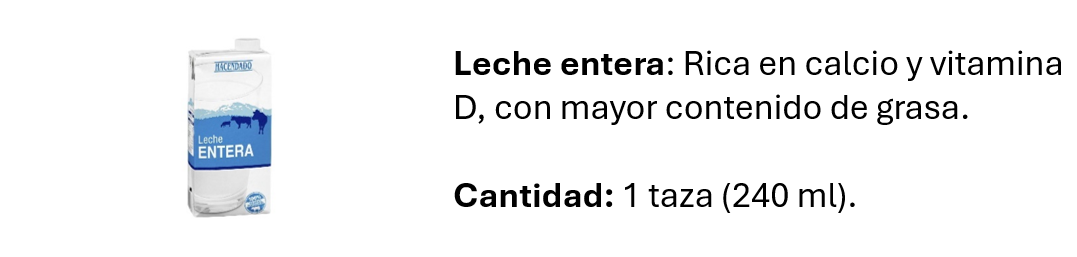 HACENDADO
Leche
ENTERA
Leche entera: Rica en calcio y vitamina
D, con mayor contenido de grasa.
Cantidad: 1 taza (240 ml).